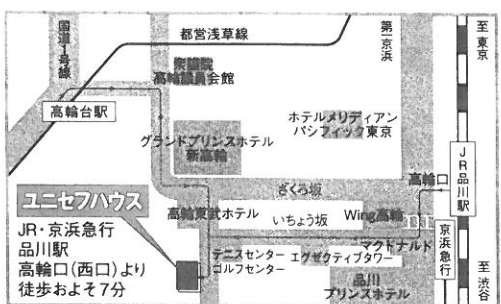 国道1号線
都営浅草線
第一京浜
至東京
衆議院
高輪議員会館
高輪台駅
ホテルメリディアン
パシフィック東京
グランドプリンスホテル
新高輪
JR品川駅
高輪口
ざくろ坂
ユニセフハウス
高輪東武ホテル
いちょう坂
Wing高輪
京浜急行
JR・京浜急行
品川駅
高輪口(西口)より
徒歩およそ7分
テニスセンター
ゴルフセンター
エグゼクティブタワー
マクドナルド
品川
プリンスホテル
至渋谷